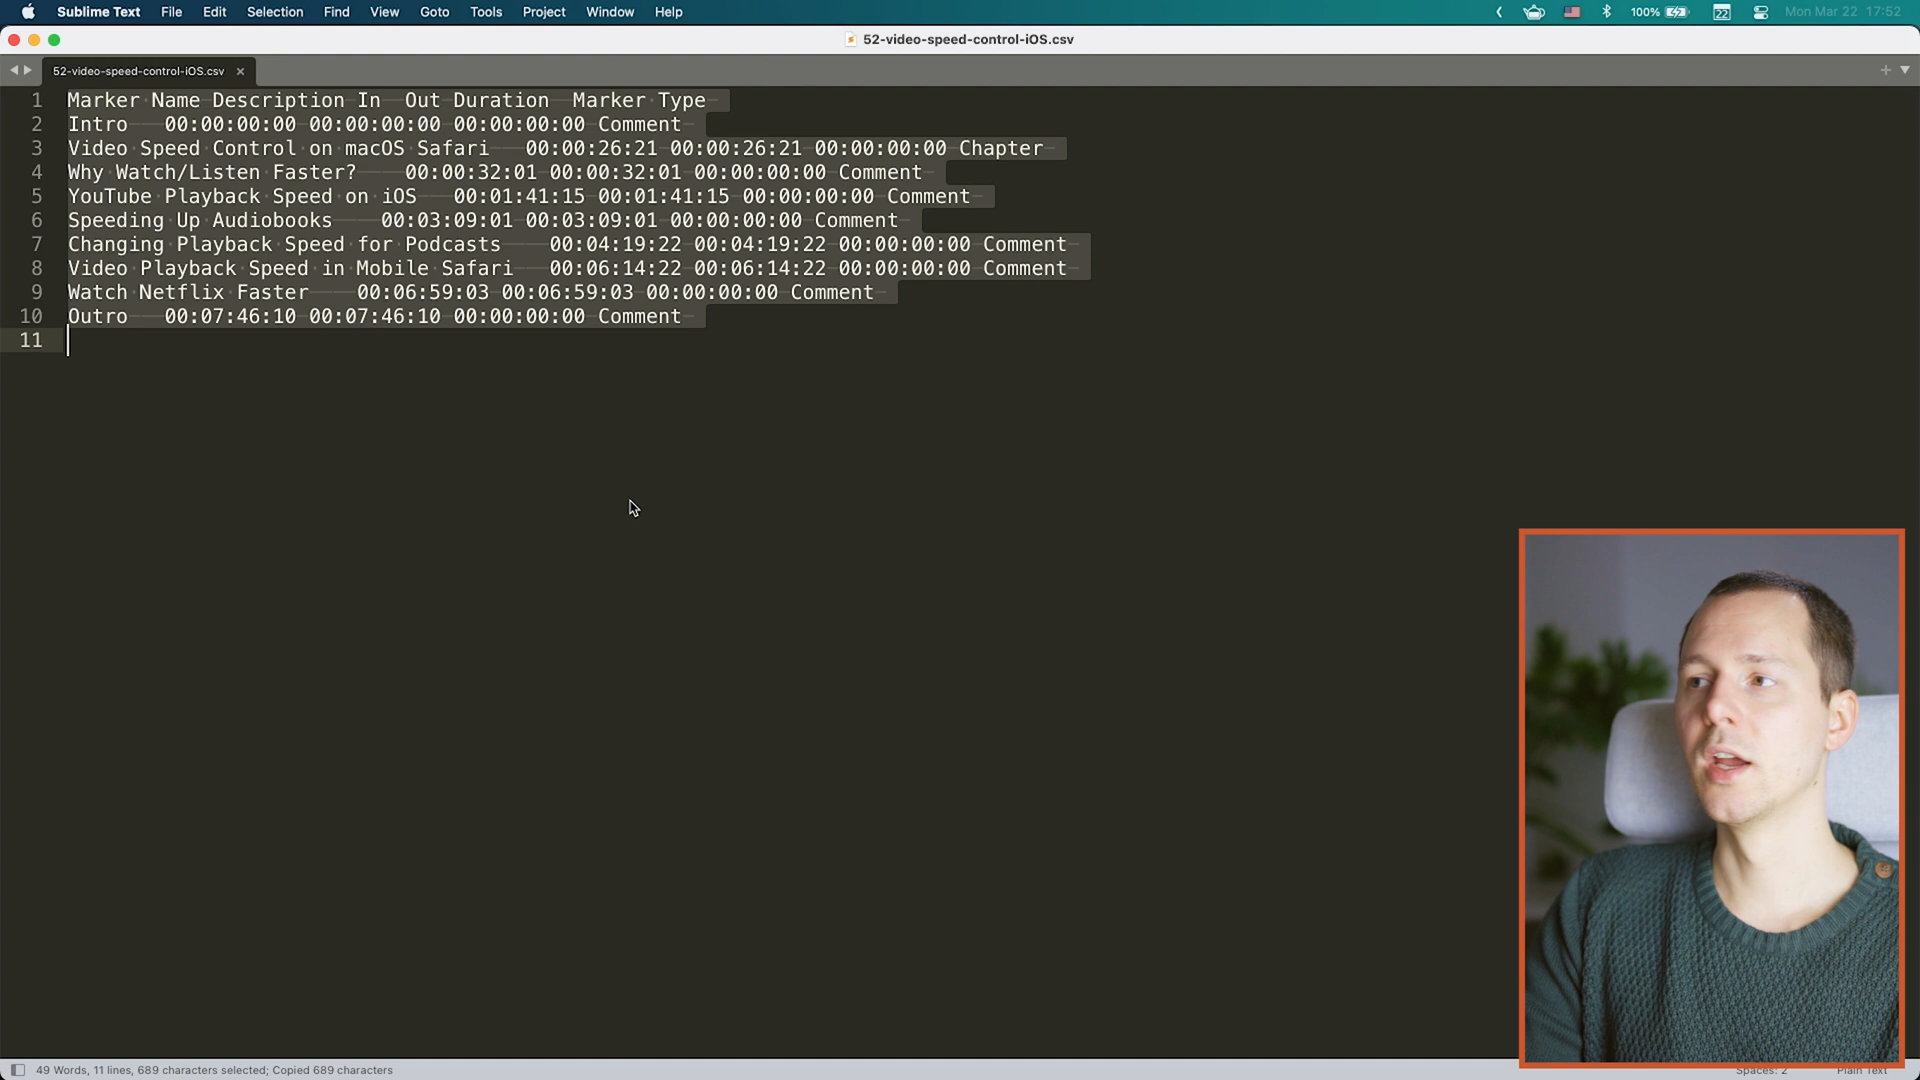 Sublime Text File Edit Selection Find View Goto Tools Project Window Help 100% 22 Mon Mar 22 17:52
52-video-speed-control-iOS.csv
52-video-speed-control-iOS.csv
1 Marker Name Description In Out Duration Marker Type
2 Intro 00:00:00:00 00:00:00:00 00:00:00:00 Comment
3 Video Speed Control on macOS Safari 00:00:26:21 00:00:26:21 00:00:00:00 Chapter
4 Why Watch/Listen Faster? 00:00:32:01 00:00:32:01 00:00:00:00 Comment
5 YouTube Playback Speed on iOS 00:01:41:15 00:01:41:15 00:00:00:00 Comment
6 Speeding Up Audiobooks 00:03:09:01 00:03:09:01 00:00:00:00 Comment
7 Changing Playback Speed for Podcasts 00:04:19:22 00:04:19:22 00:00:00:00 Comment
8 Video Playback Speed in Mobile Safari 00:06:14:22 00:06:14:22 00:00:00:00 Comment
9 Watch Netflix Faster 00:06:59:03 00:06:59:03 00:00:00:00 Comment
10 Outro 00:07:46:10 00:07:46:10 00:00:00:00 Comment
11
49 Words, 11 lines, 689 characters selected; Copied 689 characters Spaces: 2 Plain Text